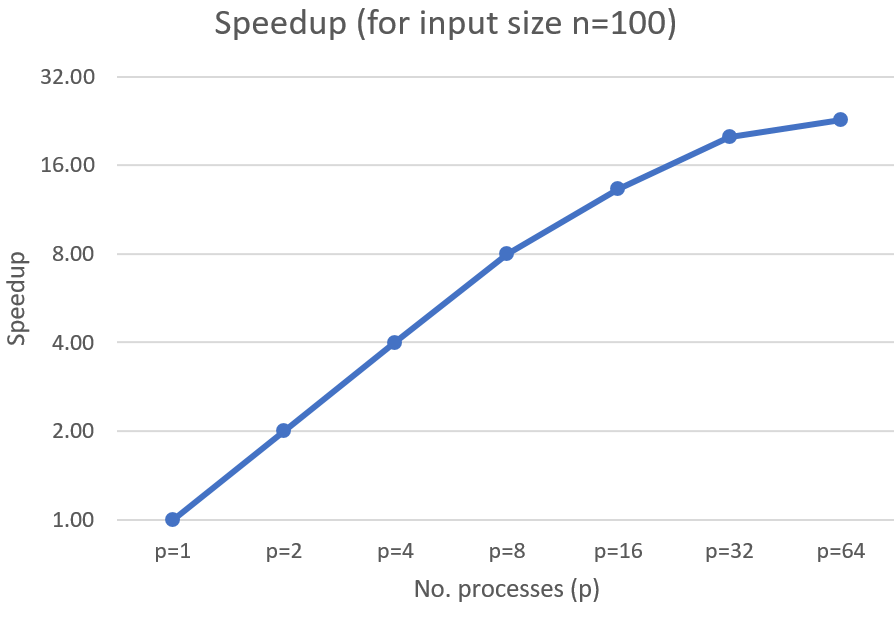 Speedup (for input size n=100)
32.00
16.00
8.00
4.00
2.00
1.00
Speedup
p=1 p=2 p=4 p=8 p=16 p=32 p=64
No. processes (p)